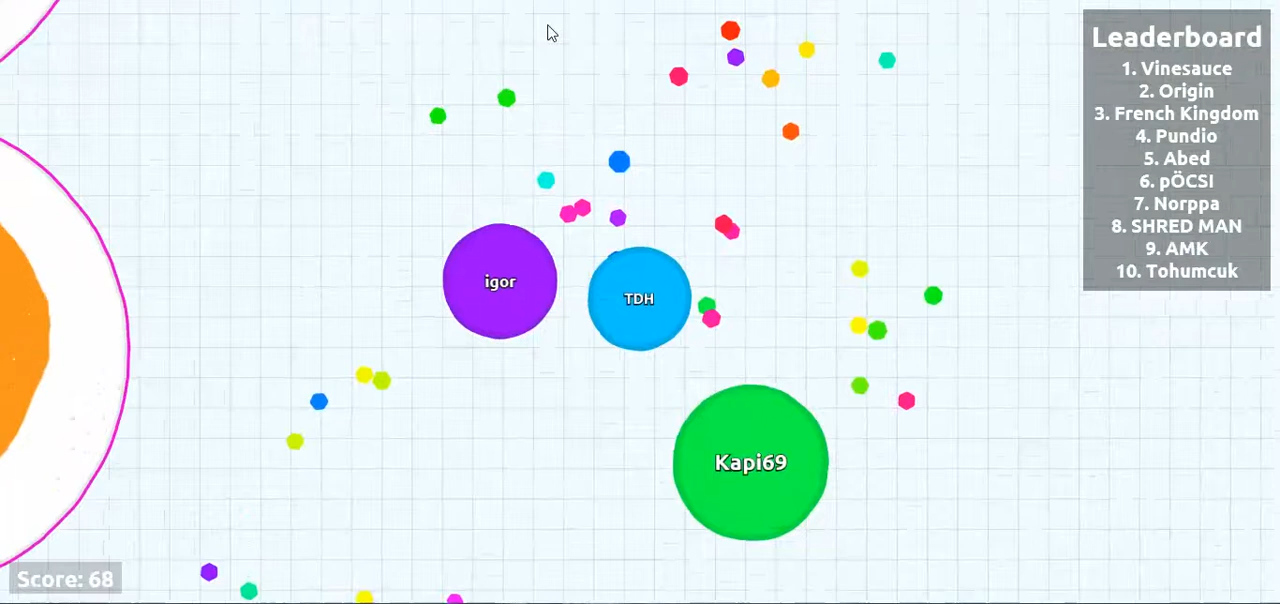 Leaderboard
1. Vinesauce
2. Origin
3. French Kingdom
4. Pundio
5. Abed
6. pÖCSI
7. Norppa
8. SHRED MAN
9. AMK
10. Tohumcuk
igor
TDH
Kapi69
Score: 68